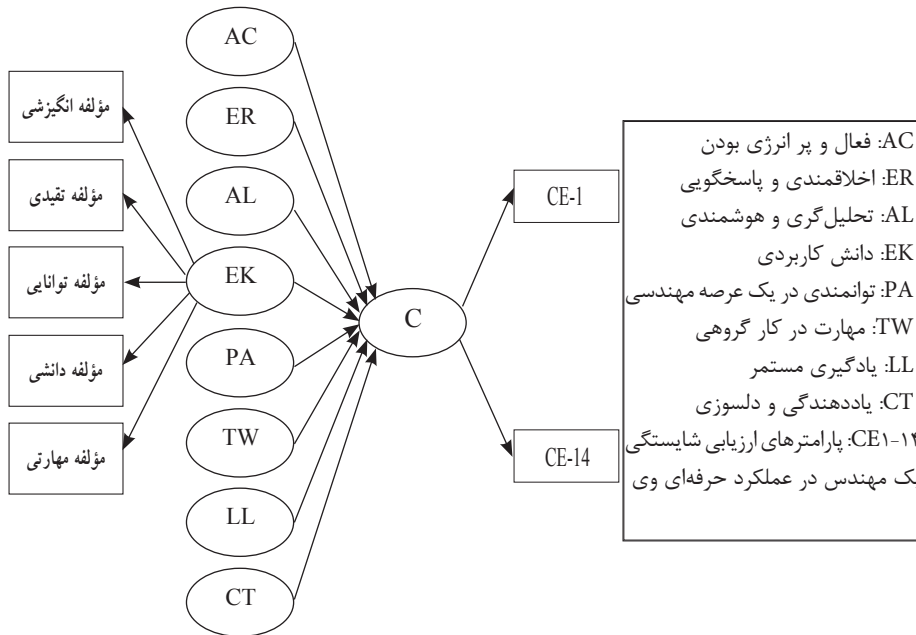 مؤلفه انگیزشی
مؤلفه تقیدی
مؤلفه توانایی
مؤلفه دانشی
مؤلفه مهارتی
AC
ER
AL
EK
PA
TW
LL
CT
C
CE-1
CE-14
AC: فعال و پر انرژی بودن
ER: اخلاقمندی و پاسخگویی
AL: تحلیل‌گری و هوشمندی
EK: دانش کاربردی
PA: توانمندی در یک عرصه مهندسی
TW: مهارت در کار گروهی
LL: یادگیری مستمر
CT: یاددهندگی و دلسوزی
CE۱-۱۴: پارامترهای ارزیابی شایستگی
یک مهندس در عملکرد حرفه‌ای وی